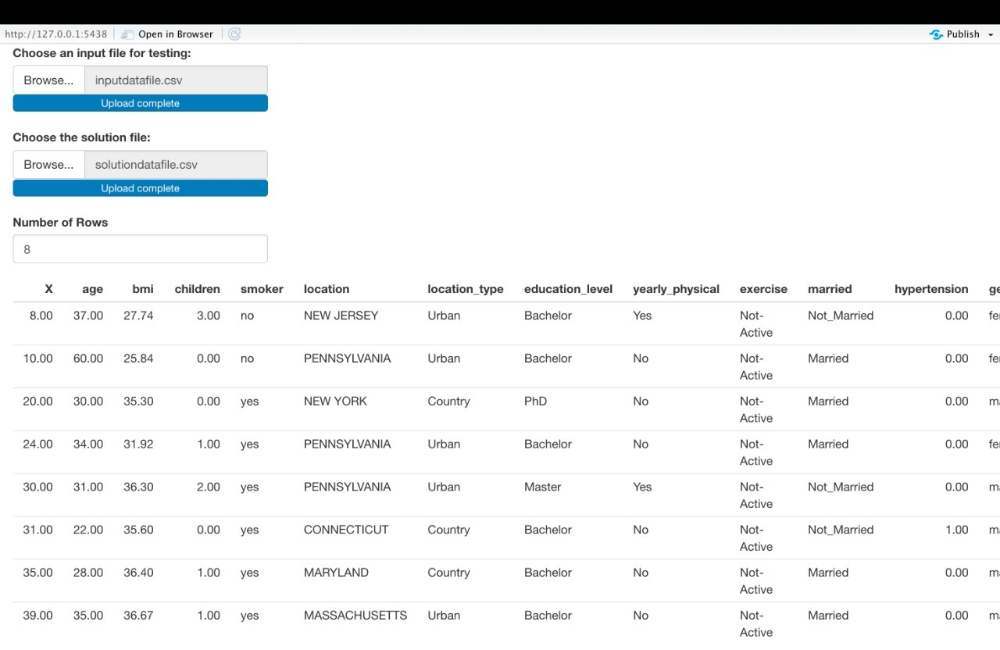 http://127.0.0.1:5438 Open in Browser Publish
Choose an input file for testing:
Browse... inputdatafile.csv
Upload complete
Choose the solution file:
Browse... solutiondatafile.csv
Upload complete
Number of Rows
8
X age bmi children smoker location location_type education_level yearly_physical exercise married hypertension ge
8.00 37.00 27.74 3.00 no NEW JERSEY Urban Bachelor Yes Not- Not_Married 0.00 fe
Active
10.00 60.00 25.84 0.00 no PENNSYLVANIA Urban Bachelor No Not- Married 0.00 fe
Active
20.00 30.00 35.30 0.00 yes NEW YORK Country PhD No Not- Married 0.00 m
Active
24.00 34.00 31.92 1.00 yes PENNSYLVANIA Urban Bachelor No Not- Married 0.00 fe
Active
30.00 31.00 36.30 2.00 yes PENNSYLVANIA Urban Master Yes Not- Not_Married 0.00 m
Active
31.00 22.00 35.60 0.00 yes CONNECTICUT Country Bachelor No Not- Not_Married 1.00 m
Active
35.00 28.00 36.40 1.00 yes MARYLAND Country Bachelor No Not- Married 0.00 m
Active
39.00 35.00 36.67 1.00 yes MASSACHUSETTS Urban Bachelor No Not- Married 0.00 m
Active